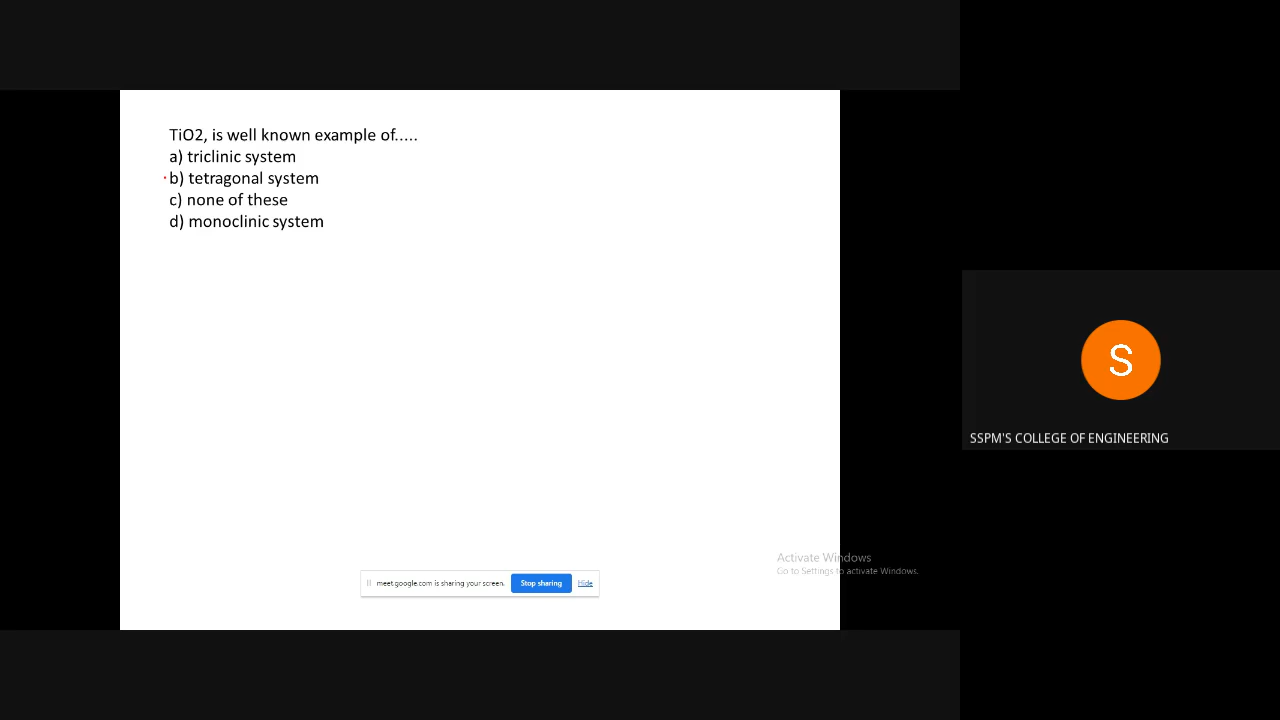 TiO2, is well known example of.....
a) triclinic system
b) tetragonal system
c) none of these
d) monoclinic system
S
SSPM'S COLLEGE OF ENGINEERING
Activate Windows
Go to Settings to activate Windows.
meet.google.com is sharing your screen.
Stop sharing
Hide